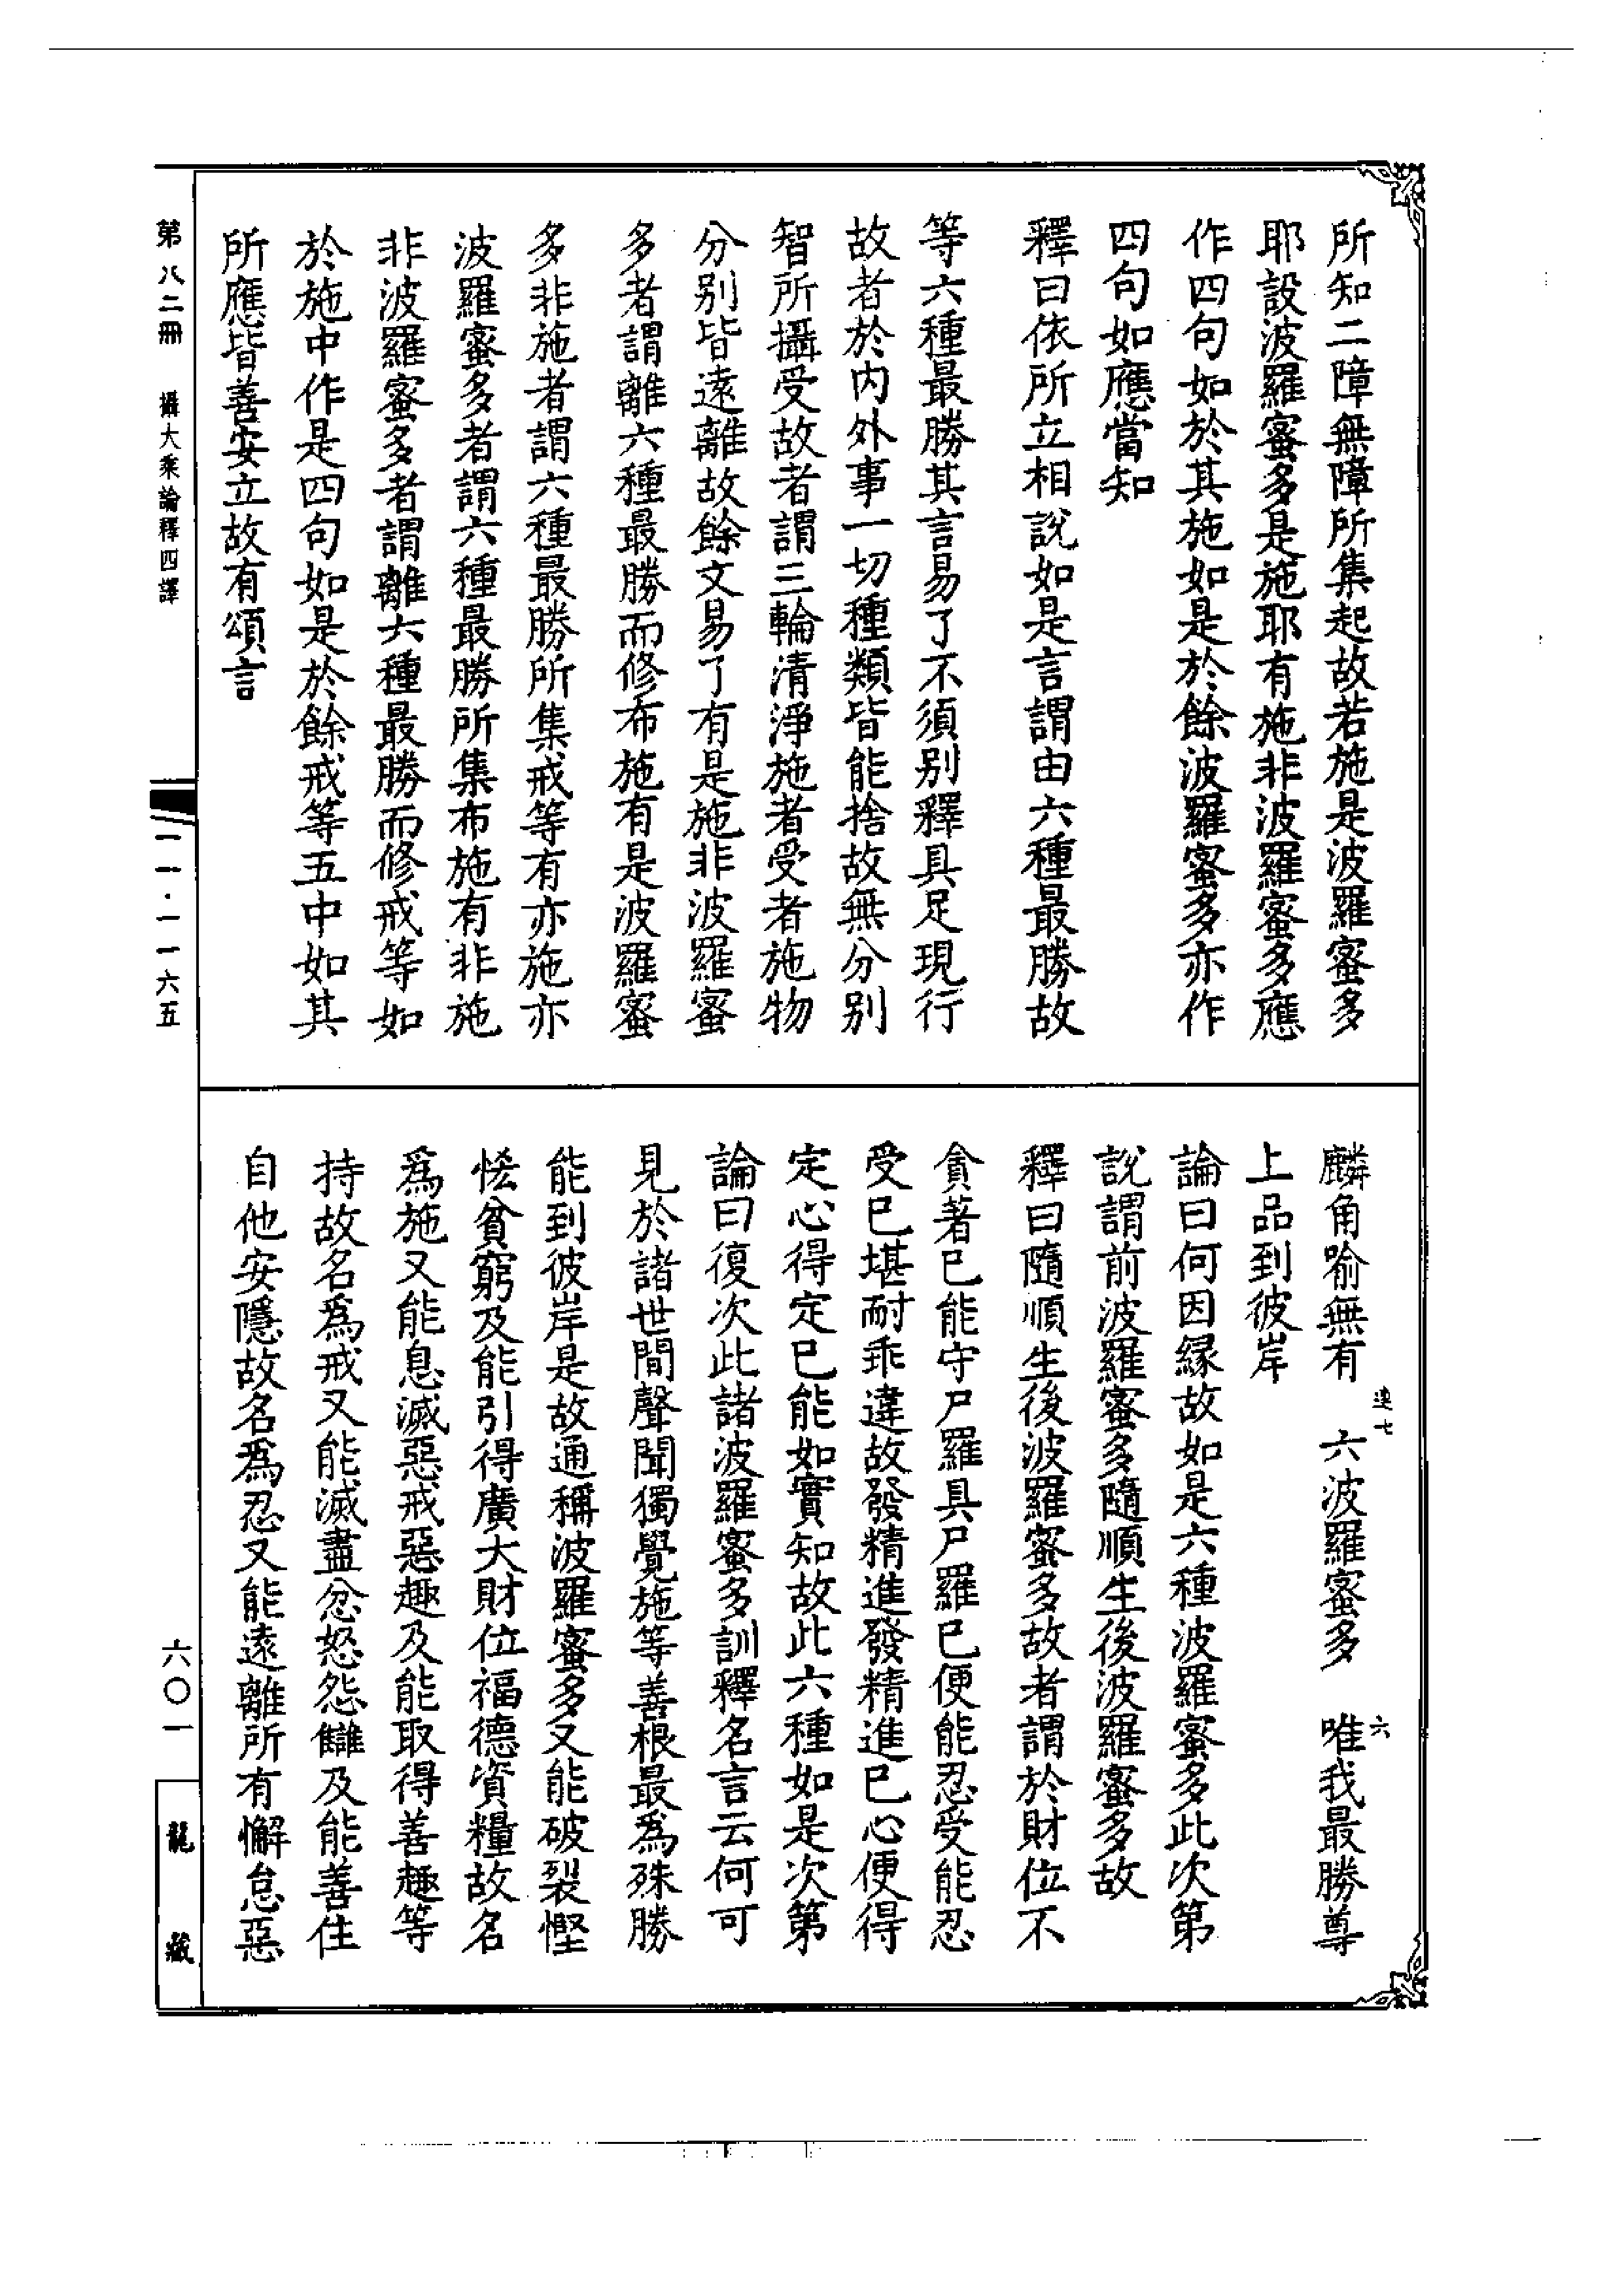 所知二障無障所集起故若施是波羅蜜多
耶設波羅蜜多是施耶有施非波羅蜜多應
作四句如於其施如是於餘波羅蜜多亦作
四句如應當知
釋曰依所立相說如是言謂由六種最勝故
等六種最勝其言易了不須別釋具足現行
故者於內外事一切種類皆能捨故無分別
智所攝受故者謂三輪清淨施者受者施物
分別皆遠離故餘文易了有是施非波羅蜜
多者謂離六種最勝而修布施有是波羅蜜
多非施者謂六種最勝所集戒等有亦施亦
波羅蜜多者謂六種最勝所集布施有非施
非波羅蜜多者謂離六種最勝而修戒等如
於施中作是四句如是於餘戒等五中如其
所應皆善安立故有頌言
麟角喻無有 六波羅蜜多 唯我最勝尊
上品到彼岸
論曰何因緣故如是六種波羅蜜多此次第
說謂前波羅蜜多隨順生後波羅蜜多故
釋曰隨順生後波羅蜜多故者謂於財位不
貪著已能守尸羅具尸羅已便能忍受能忍
受已堪耐乖違故發精進發精進已心便得
定心得定已能如實知故此六種如是次第
論曰復次此諸波羅蜜多訓釋名言云何可
見於諸世間聲聞獨覺施等善根最為殊勝
能到彼岸是故通稱波羅蜜多又能破裂慳
悋貧窮及能引得廣大財位福德資糧故名
為施又能息滅惡戒惡趣及能取得善趣等
持故名為戒又能滅盡忿怒怨讎及能善住
自他安隱故名為忍又能遠離所有懈怠惡
連七
六
第八二冊 攝大乘論釋四譯
一一·一一六五
六〇一
龍藏